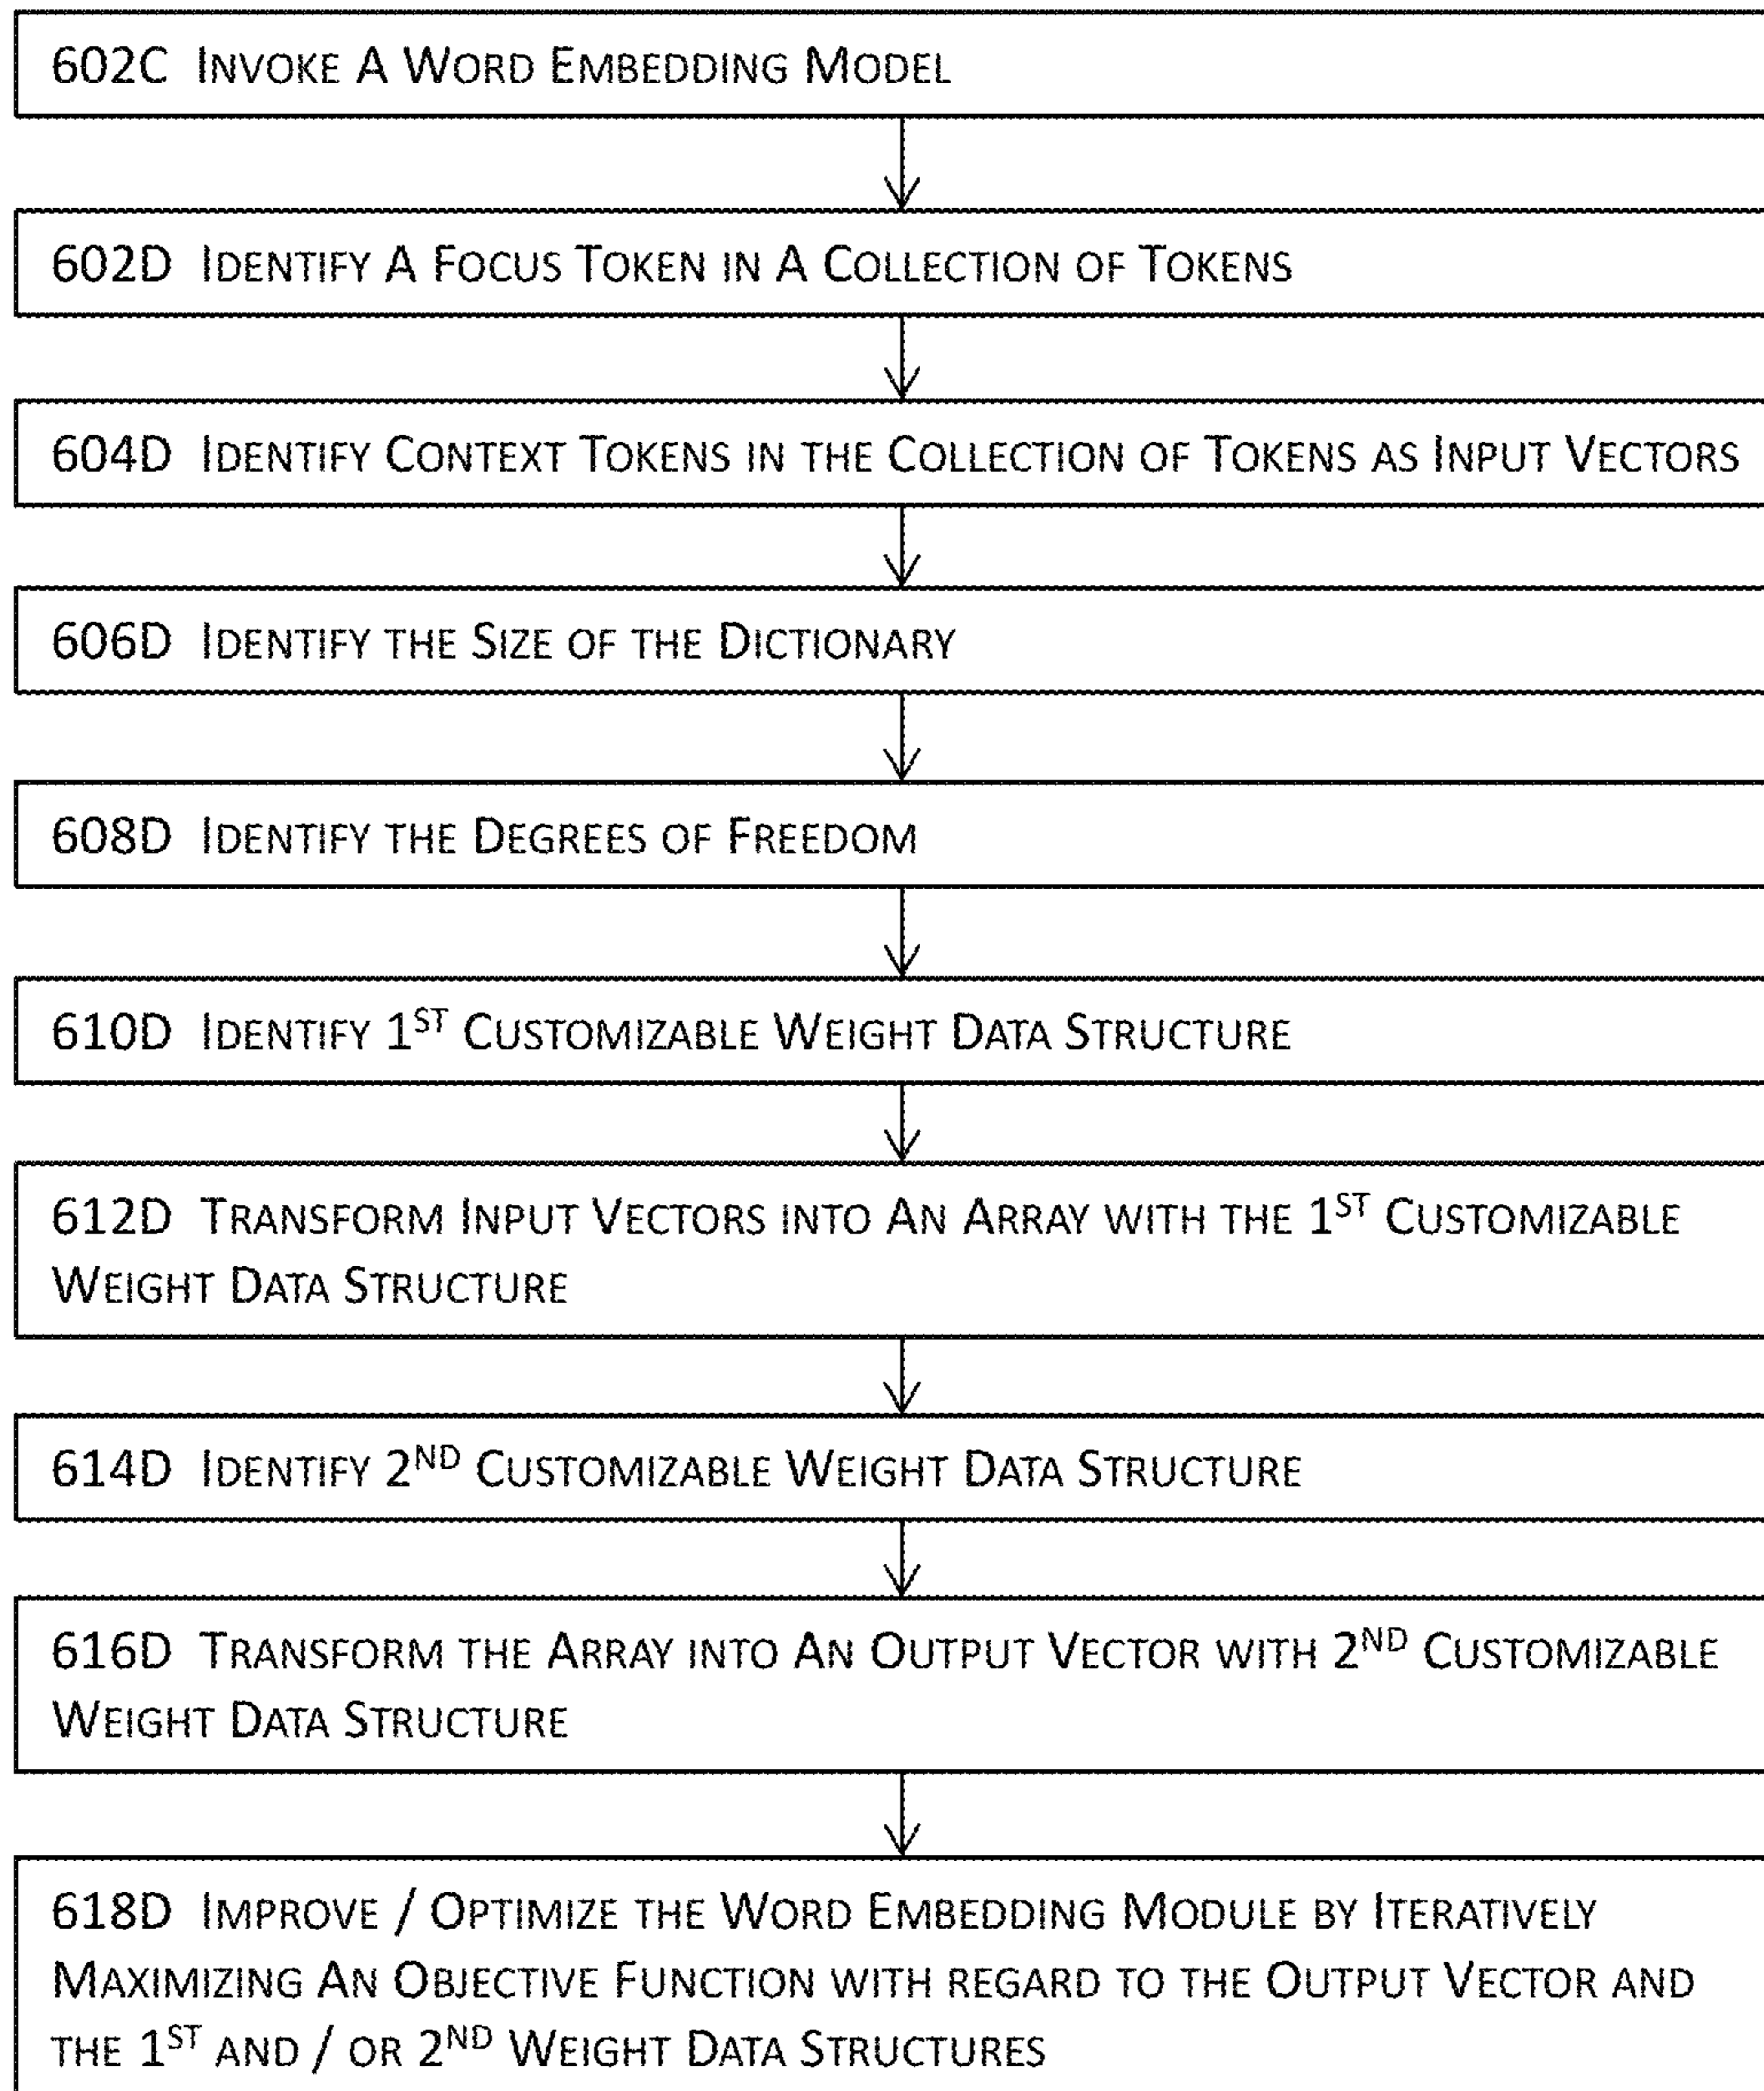 602C INVOKE A WORD EMBEDDING MODEL
602D IDENTIFY A FOCUS TOKEN IN A COLLECTION OF TOKENS
604D IDENTIFY CONTEXT TOKENS IN THE COLLECTION OF TOKENS AS INPUT VECTORS
606D IDENTIFY THE SIZE OF THE DICTIONARY
608D IDENTIFY THE DEGREES OF FREEDOM
610D IDENTIFY 1ST CUSTOMIZABLE WEIGHT DATA STRUCTURE
612D TRANSFORM INPUT VECTORS INTO AN ARRAY WITH THE 1ST CUSTOMIZABLE
WEIGHT DATA STRUCTURE
614D IDENTIFY 2ND CUSTOMIZABLE WEIGHT DATA STRUCTURE
616D TRANSFORM THE ARRAY INTO AN OUTPUT VECTOR WITH 2ND CUSTOMIZABLE
WEIGHT DATA STRUCTURE
618D IMPROVE / OPTIMIZE THE WORD EMBEDDING MODULE BY ITERATIVELY
MAXIMIZING AN OBJECTIVE FUNCTION WITH REGARD TO THE OUTPUT VECTOR AND
THE 1ST AND / OR 2ND WEIGHT DATA STRUCTURES